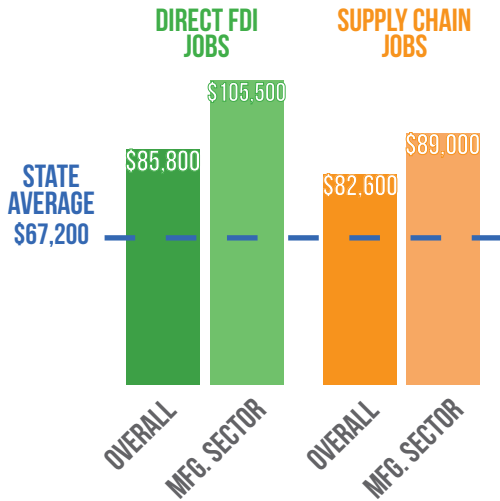 DIRECT FDI
JOBS
SUPPLY CHAIN
JOBS
$105,500
$85,800
$89,000
$82,600
STATE
AVERAGE
$67,200
OVERALL
MFG. SECTOR
OVERALL
MFG. SECTOR